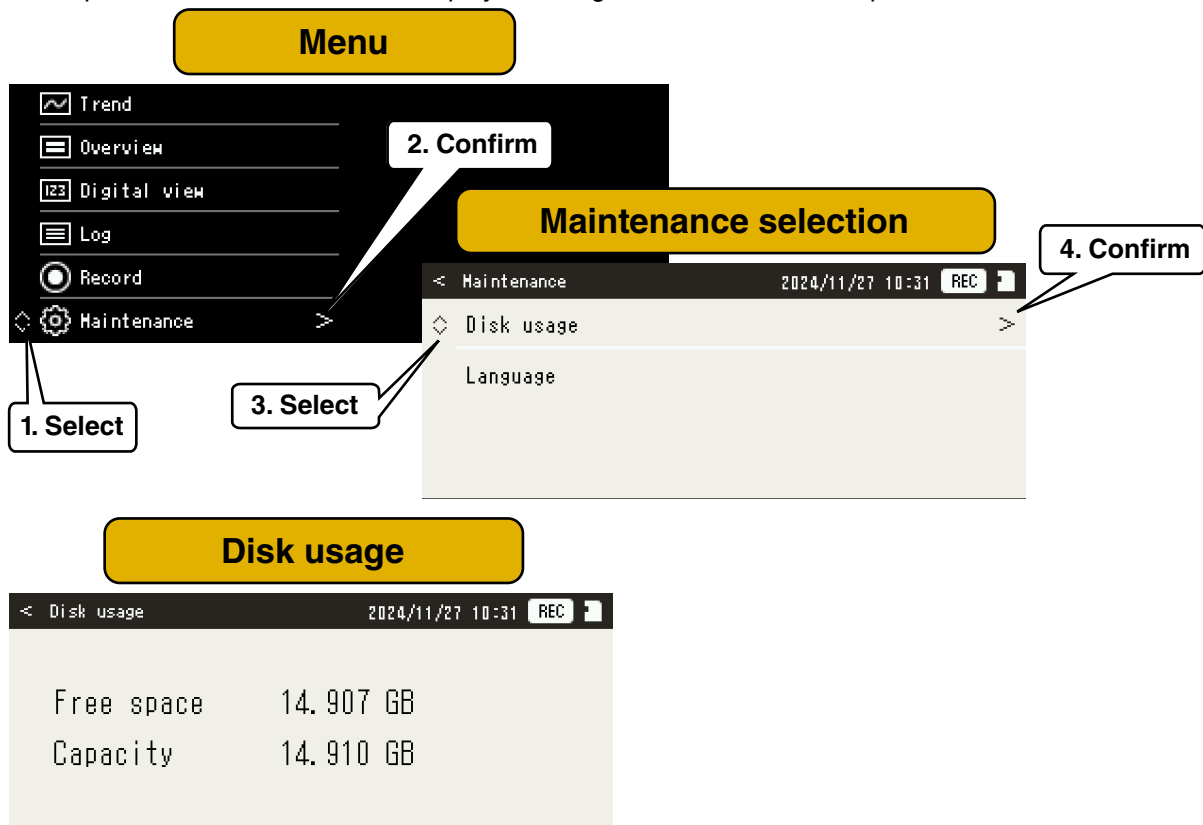 Menu
Trend
Overview
2. Confirm
123 Digital view
Maintenance selection
Log
4. Confirm
Record
< Maintenance 2024/11/27 10:31 REC
Maintenance >
Disk usage >
Language
3. Select
1. Select
Disk usage
< Disk usage 2024/11/27 10:31 REC
Free space 14.907 GB
Capacity 14.910 GB